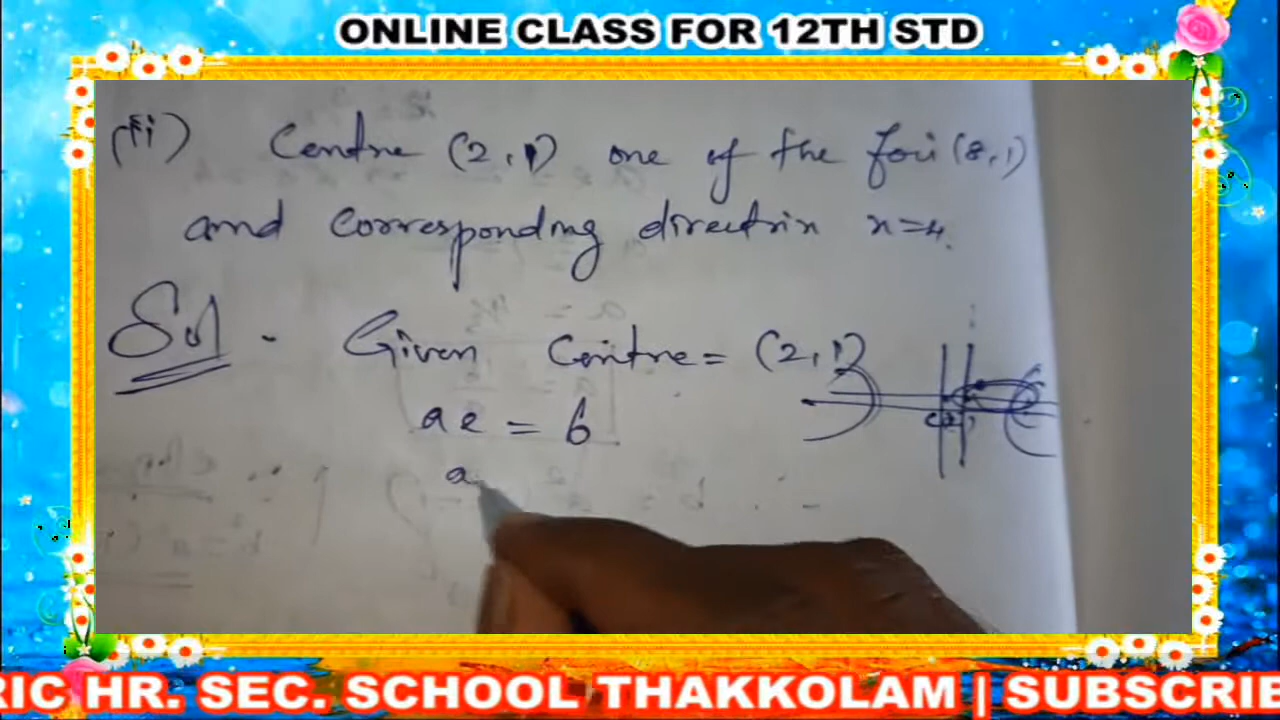 ONLINE CLASS FOR 12TH STD
(ii) Centre (2, 1) one of the foci (8, 1)
and corresponding directrix x=4.
Sol. Given Centre = (2, 1)
ae = 6
a
RIC HR. SEC. SCHOOL THAKKOLAM | SUBSCRIBE